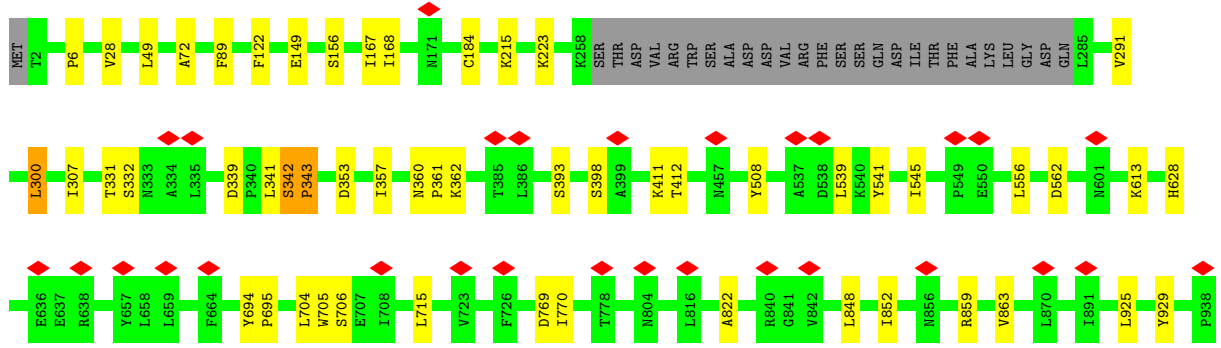 MET T2 P6 V28 L49 A72 F89 F122 E149 S156 I167 I168 N171 C184 K215 K223 K258 SER THR ASP VAL ARG TRP SER ALA ASP ASP VAL ARG PHE SER SER GLN ASP ILE THR PHE ALA LYS LEU GLY ASP GLN L285 V291
L300 I307 T331 S332 N333 A334 L335 D339 P340 L341 S342 P343 D353 I357 N360 P361 K362 T385 L386 S393 S398 A399 K411 T412 N457 Y508 A537 D538 L539 K540 Y541 I545 P549 E550 L556 D562 N601 K613 H628
E636 E637 R638 Y657 L658 L659 F664 Y694 P695 L704 W705 S706 E707 I708 L715 V723 F726 D769 I770 T778 N804 L816 A822 R840 G841 V842 L848 I852 N856 R859 V863 L870 I891 L925 Y929 P938